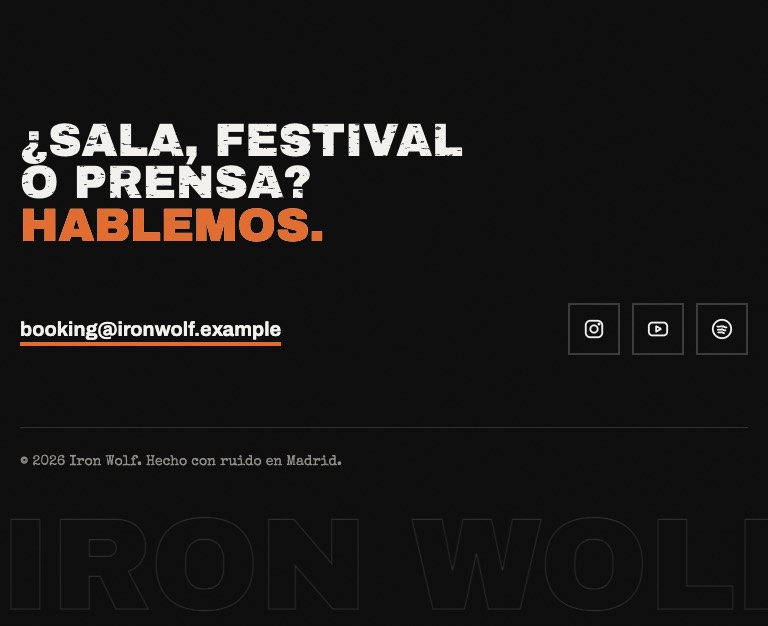 ¿SALA, FESTIVAL
O PRENSA?
HABLEMOS.
booking@ironwolf.example
© 2026 Iron Wolf. Hecho con ruido en Madrid.
IRON WOLF